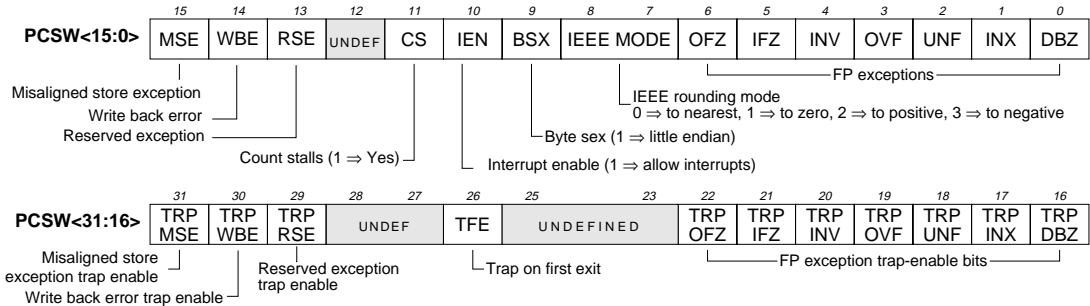 15 14 13 12 11 10 9 8 7 6 5 4 3 2 1 0
PCSW<15:0> MSE WBE RSE UNDEF CS IEN BSX IEEE MODE OFZ IFZ INV OVF UNF INX DBZ
Misaligned store exception
Write back error
Reserved exception
Count stalls (1 ⇒ Yes)
Interrupt enable (1 ⇒ allow interrupts)
Byte sex (1 ⇒ little endian)
IEEE rounding mode
0 ⇒ to nearest, 1 ⇒ to zero, 2 ⇒ to positive, 3 ⇒ to negative
FP exceptions
31 30 29 28 27 26 25 23 22 21 20 19 18 17 16
PCSW<31:16> TRP MSE TRP WBE TRP RSE UNDEF TFE UNDEFINED TRP OFZ TRP IFZ TRP INV TRP OVF TRP UNF TRP INX TRP DBZ
Misaligned store
exception trap enable
Write back error trap enable
Reserved exception
trap enable
Trap on first exit
FP exception trap-enable bits